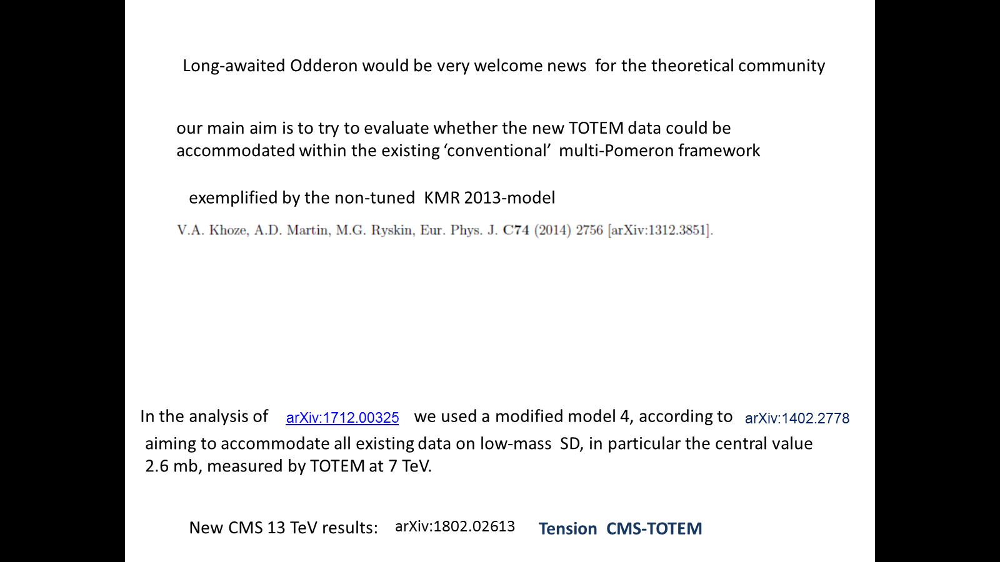 Long-awaited Odderon would be very welcome news for the theoretical community
our main aim is to try to evaluate whether the new TOTEM data could be
accommodated within the existing ‘conventional’ multi-Pomeron framework
exemplified by the non-tuned KMR 2013-model
V.A. Khoze, A.D. Martin, M.G. Ryskin, Eur. Phys. J. C74 (2014) 2756 [arXiv:1312.3851].
In the analysis of arXiv:1712.00325 we used a modified model 4, according to arXiv:1402.2778
aiming to accommodate all existing data on low-mass SD, in particular the central value
2.6 mb, measured by TOTEM at 7 TeV.
New CMS 13 TeV results: arXiv:1802.02613 Tension CMS-TOTEM